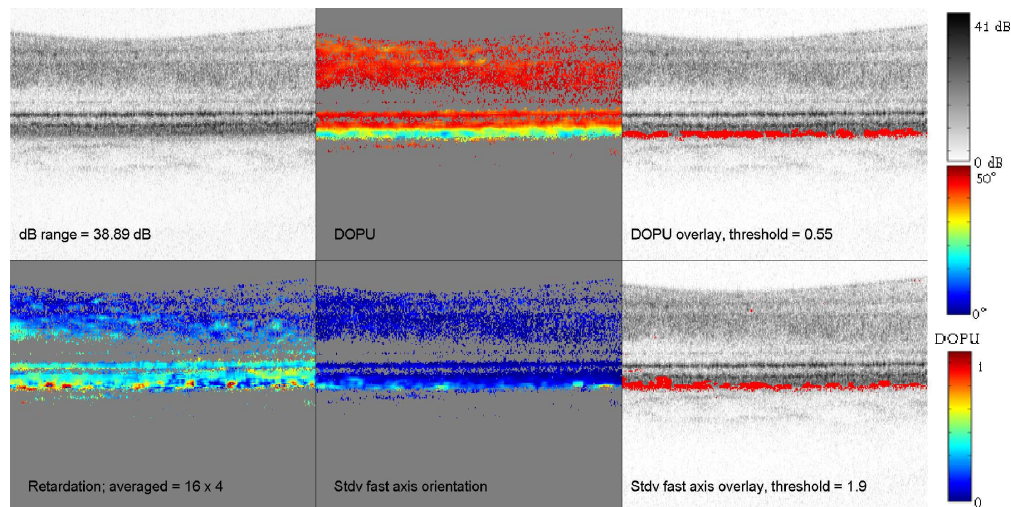 41 dB
0 dB
50°
dB range = 38.89 dB
DOPU
DOPU overlay, threshold = 0.55
0°
DOPU
1
Retardation; averaged = 16 x 4
Stdv fast axis orientation
Stdv fast axis overlay, threshold = 1.9
0